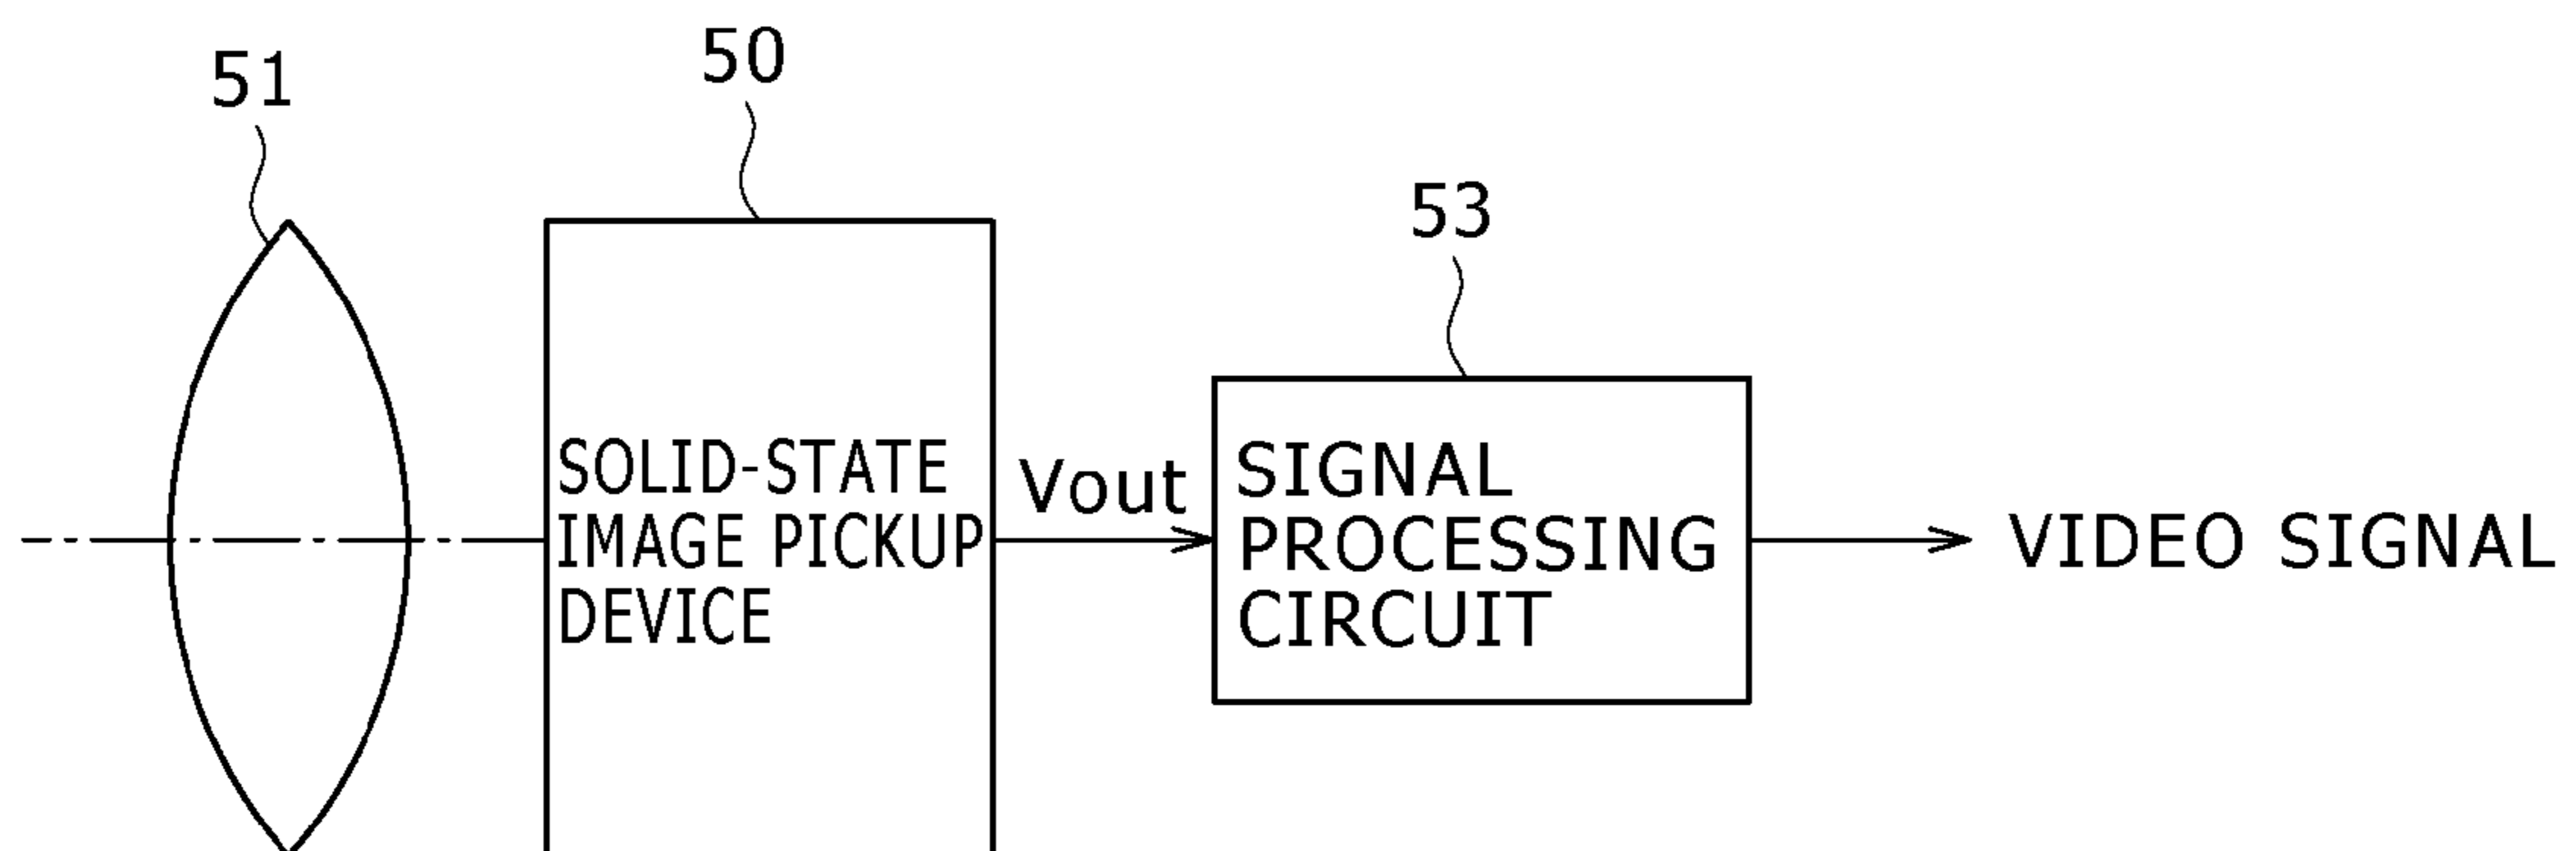 51
50
53
SOLID-STATE
IMAGE PICKUP
DEVICE
Vout
SIGNAL
PROCESSING
CIRCUIT
VIDEO SIGNAL